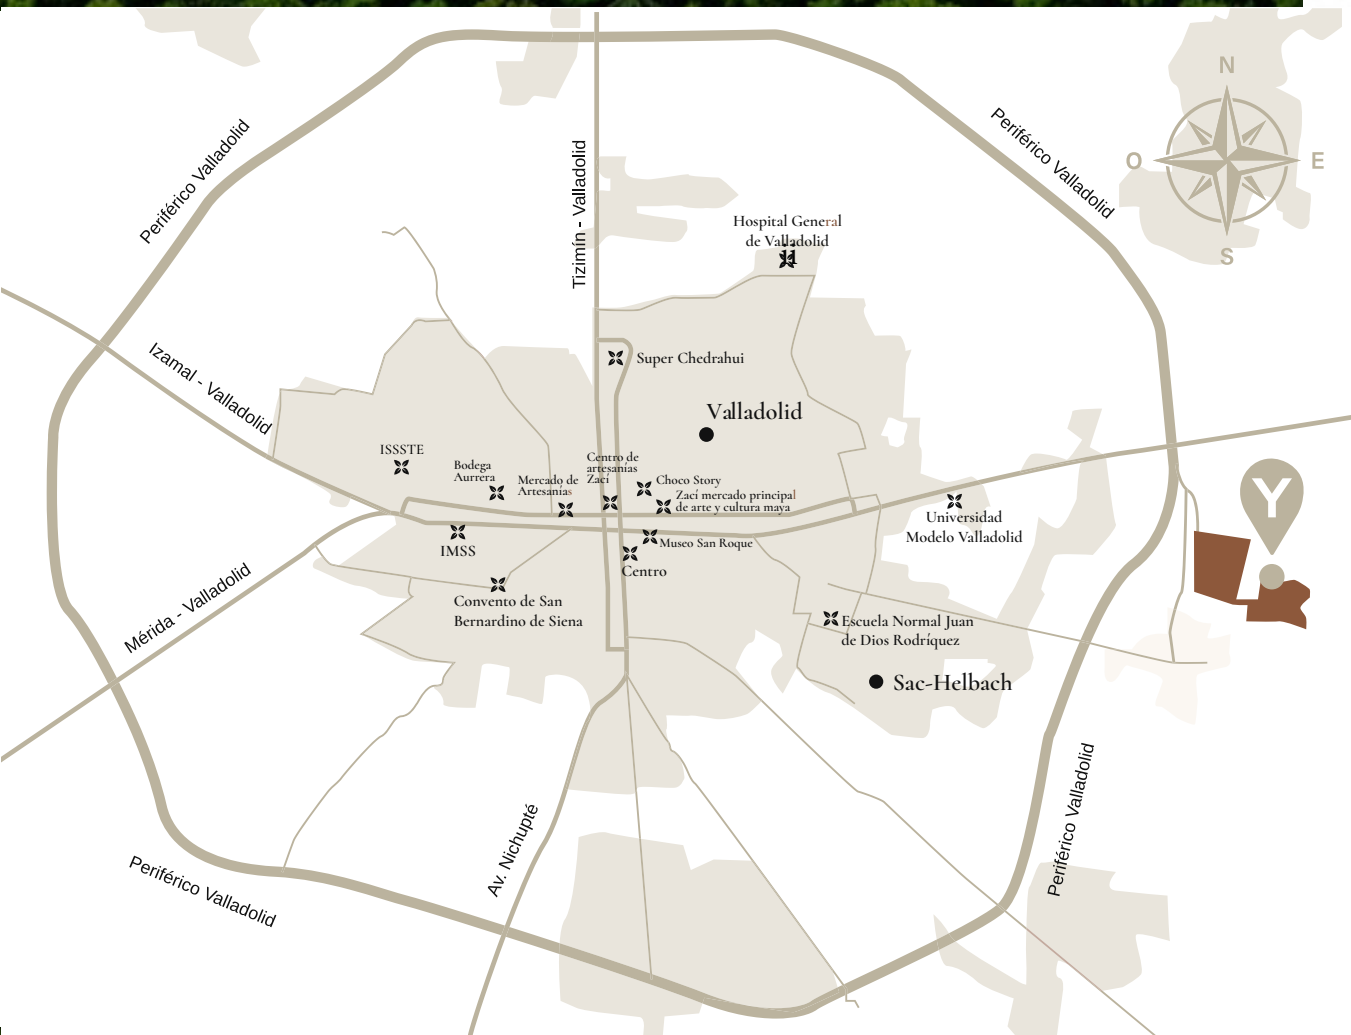 N
O
E
S
Periférico Valladolid
Periférico Valladolid
Tizimín - Valladolid
Hospital General
de Valladolid
Izamal - Valladolid
Super Chedrahui
Valladolid
ISSSTE
Bodega
Aurrera
Mercado de
Artesanías
Centro de
artesanías
Zací
Choco Story
Zací mercado principal
de arte y cultura maya
Universidad
Modelo Valladolid
Y
IMSS
Museo San Roque
Centro
Mérida - Valladolid
Convento de San
Bernardino de Siena
Escuela Normal Juan
de Dios Rodríquez
Sac-Helbach
Av. Nichupté
Periférico Valladolid
Periférico Valladolid